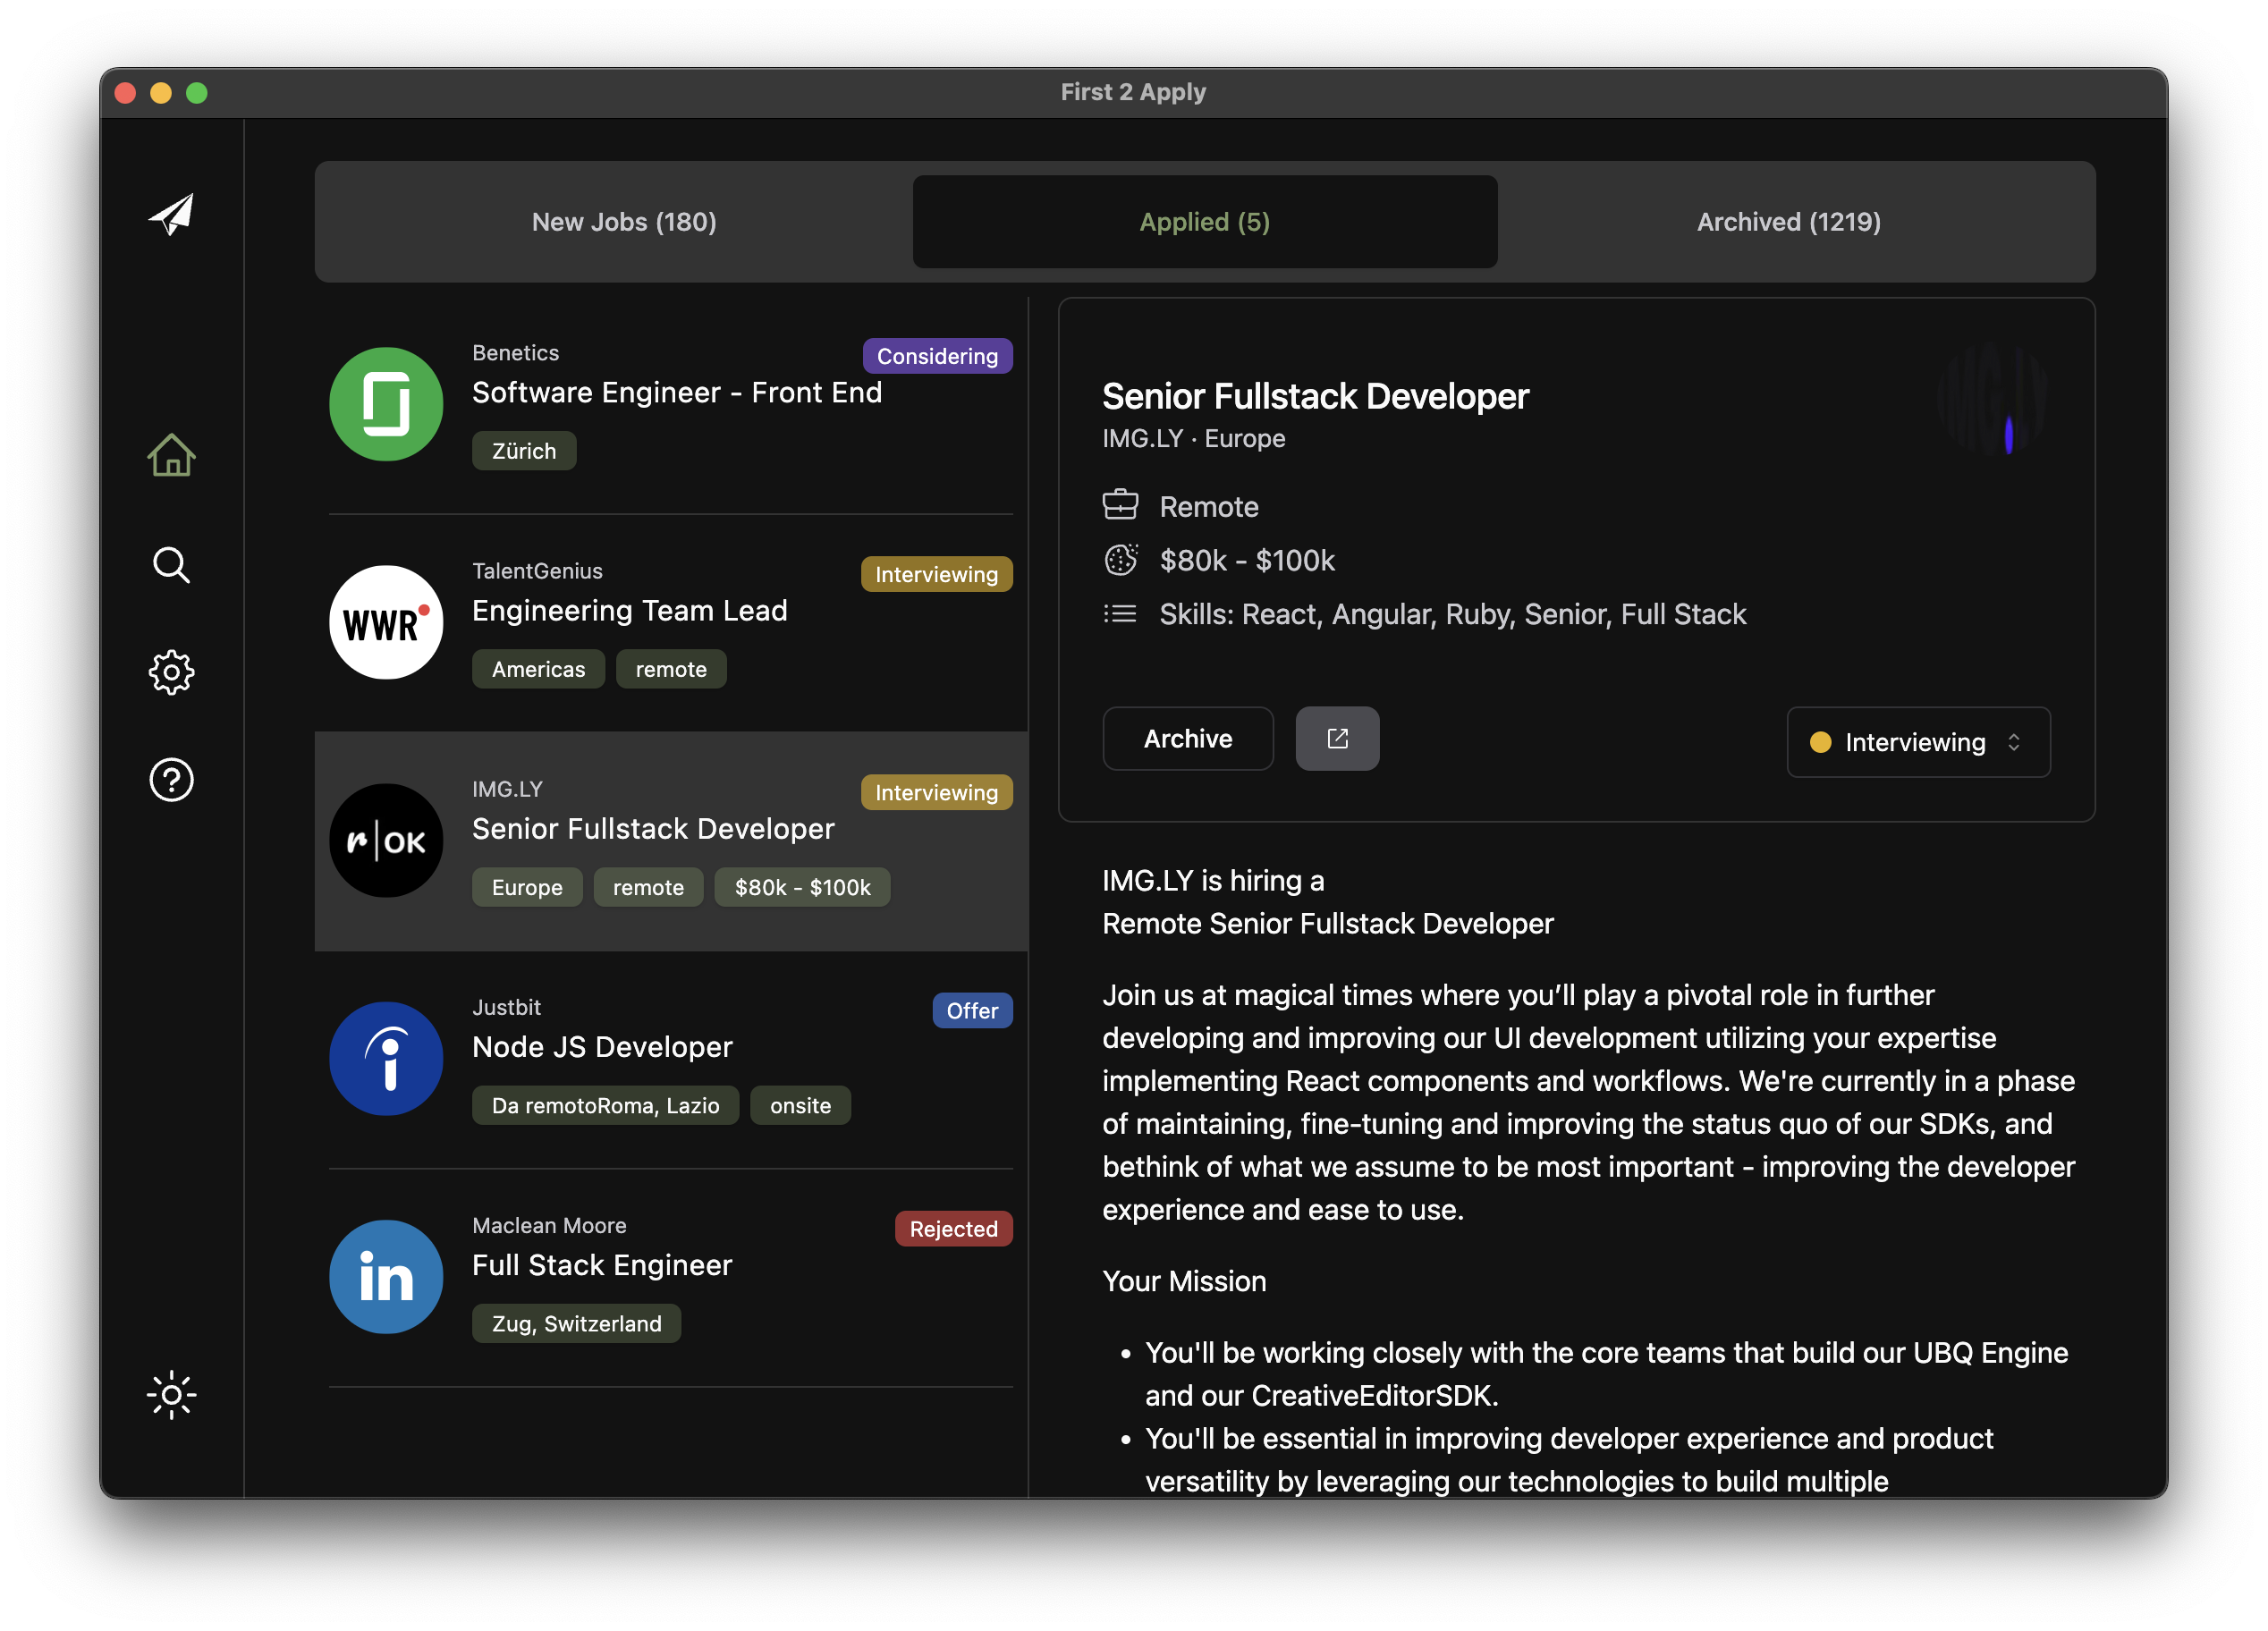 First 2 Apply
New Jobs (180)
Applied (5)
Archived (1219)
Benetics
Considering
Software Engineer - Front End
Zürich
WWR
TalentGenius
Interviewing
Engineering Team Lead
Americas
remote
r|OK
IMG.LY
Interviewing
Senior Fullstack Developer
Europe
remote
$80k - $100k
Justbit
Offer
Node JS Developer
Da remotoRoma, Lazio
onsite
in
Maclean Moore
Rejected
Full Stack Engineer
Zug, Switzerland
Senior Fullstack Developer
IMG.LY · Europe
Remote
$80k - $100k
Skills: React, Angular, Ruby, Senior, Full Stack
Archive
Interviewing
IMG.LY is hiring a
Remote Senior Fullstack Developer
Join us at magical times where you’ll play a pivotal role in further
developing and improving our UI development utilizing your expertise
implementing React components and workflows. We're currently in a phase
of maintaining, fine-tuning and improving the status quo of our SDKs, and
bethink of what we assume to be most important - improving the developer
experience and ease to use.
Your Mission
• You'll be working closely with the core teams that build our UBQ Engine
and our CreativeEditorSDK.
• You'll be essential in improving developer experience and product
versatility by leveraging our technologies to build multiple